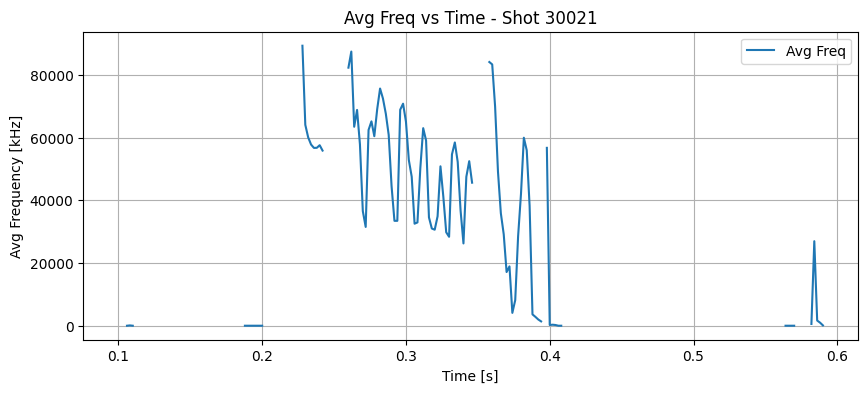 Avg Freq vs Time - Shot 30021
Avg Freq
Avg Frequency [kHz]
80000
60000
40000
20000
0
0.1 0.2 0.3 0.4 0.5 0.6
Time [s]